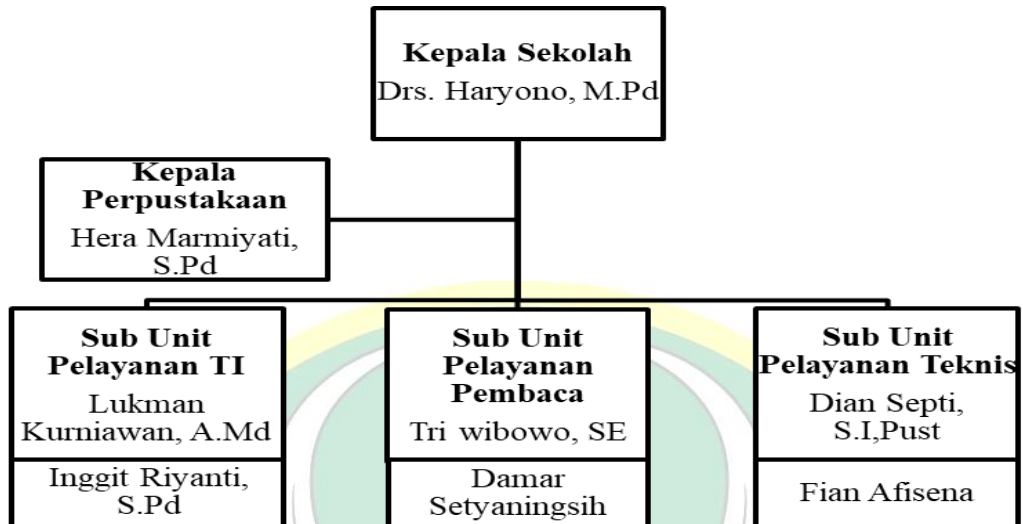 Kepala Sekolah
Drs. Haryono, M.Pd
Kepala
Perpustakaan
Hera Marmiyati,
S.Pd
Sub Unit
Pelayanan TI
Lukman
Kurniawan, A.Md
Inggit Riyanti,
S.Pd
Sub Unit
Pelayanan
Pembaca
Tri wibowo, SE
Damar
Setyaningsih
Sub Unit
Pelayanan Teknis
Dian Septi,
S.I,Pust
Fian Afisena